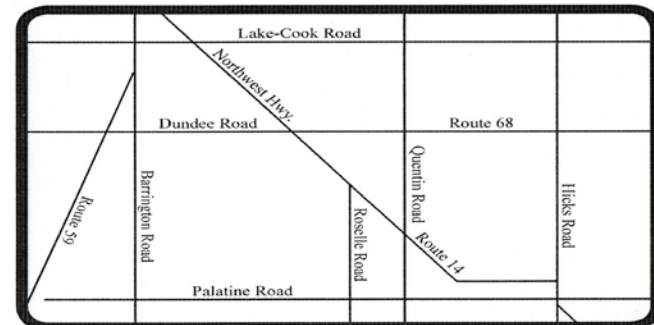 Lake-Cook Road
Northwest Hwy.
Dundee Road
Route 68
Route 59
Barrington Road
Roselle Road
Quentin Road
Route 14
Hicks Road
Palatine Road